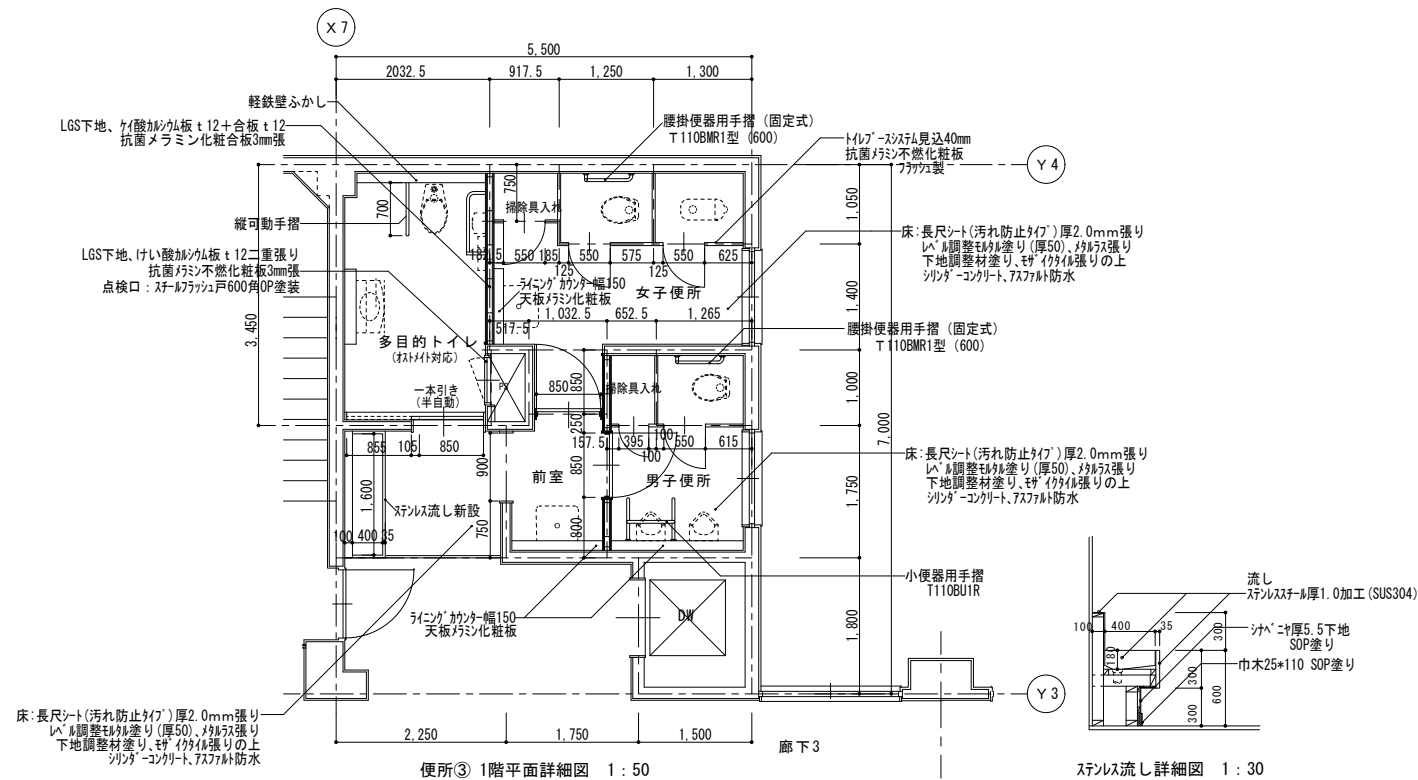 X7
5,500
2032.5
917.5
1,250
1,300
軽鉄壁ふかし
LGS下地、ケイ酸カルシウム板ｔ12＋合板ｔ12
抗菌メラミン化粧合板3mm張
腰掛便器用手摺（固定式）
Ｔ110BMR1型（600）
トイレブースシステム見込40mm
抗菌メラミン不燃化粧板
フラッシュ製
Y4
750
700
掃除具入れ
1,050
縦可動手摺
LGS下地、けい酸カルシウム板ｔ12二重張り
抗菌メラミン不燃化粧板3mm張
点検口：スチールフラッシュ戸600角OP塗装
床:長尺シート(汚れ防止タイプ)厚2.0mm張り
レベル調整モルタル塗り(厚50)、メタルラス張り
下地調整材塗り、モザイクタイル張りの上
シリンダーコンクリート、アスファルト防水
132.5
550
185
550
575
550
625
125
125
ライニングカウンター幅150
天板メラミン化粧板
女子便所
1,400
517.5
1,032.5
652.5
1,265
3,450
多目的トイレ
(オストメイト対応)
腰掛便器用手摺（固定式）
Ｔ110BMR1型（600）
一本引き
(半自動)
PS
850
850
掃除具入れ
1,000
7,000
250
855
105
850
157.5
395
100
550
615
100
900
850
前室
男子便所
床:長尺シート(汚れ防止タイプ)厚2.0mm張り
レベル調整モルタル塗り(厚50)、メタルラス張り
下地調整材塗り、モザイクタイル張りの上
シリンダーコンクリート、アスファルト防水
1,750
1,600
ステンレス流し新設
100
400
35
750
800
小便器用手摺
T110BU1R
ライニングカウンター幅150
天板メラミン化粧板
DW
1,800
Y3
床:長尺シート(汚れ防止タイプ)厚2.0mm張り
レベル調整モルタル塗り(厚50)、メタルラス張り
下地調整材塗り、モザイクタイル張りの上
シリンダーコンクリート、アスファルト防水
2,250
1,750
1,500
廊下3
便所③ 1階平面詳細図　1：50
流し
ステンレススチール厚1.0加工(SUS304)
シナベニヤ厚5.5下地
SOP塗り
巾木25*110 SOP塗り
100
400
35
180
300
300
300
600
ステンレス流し詳細図　1：30